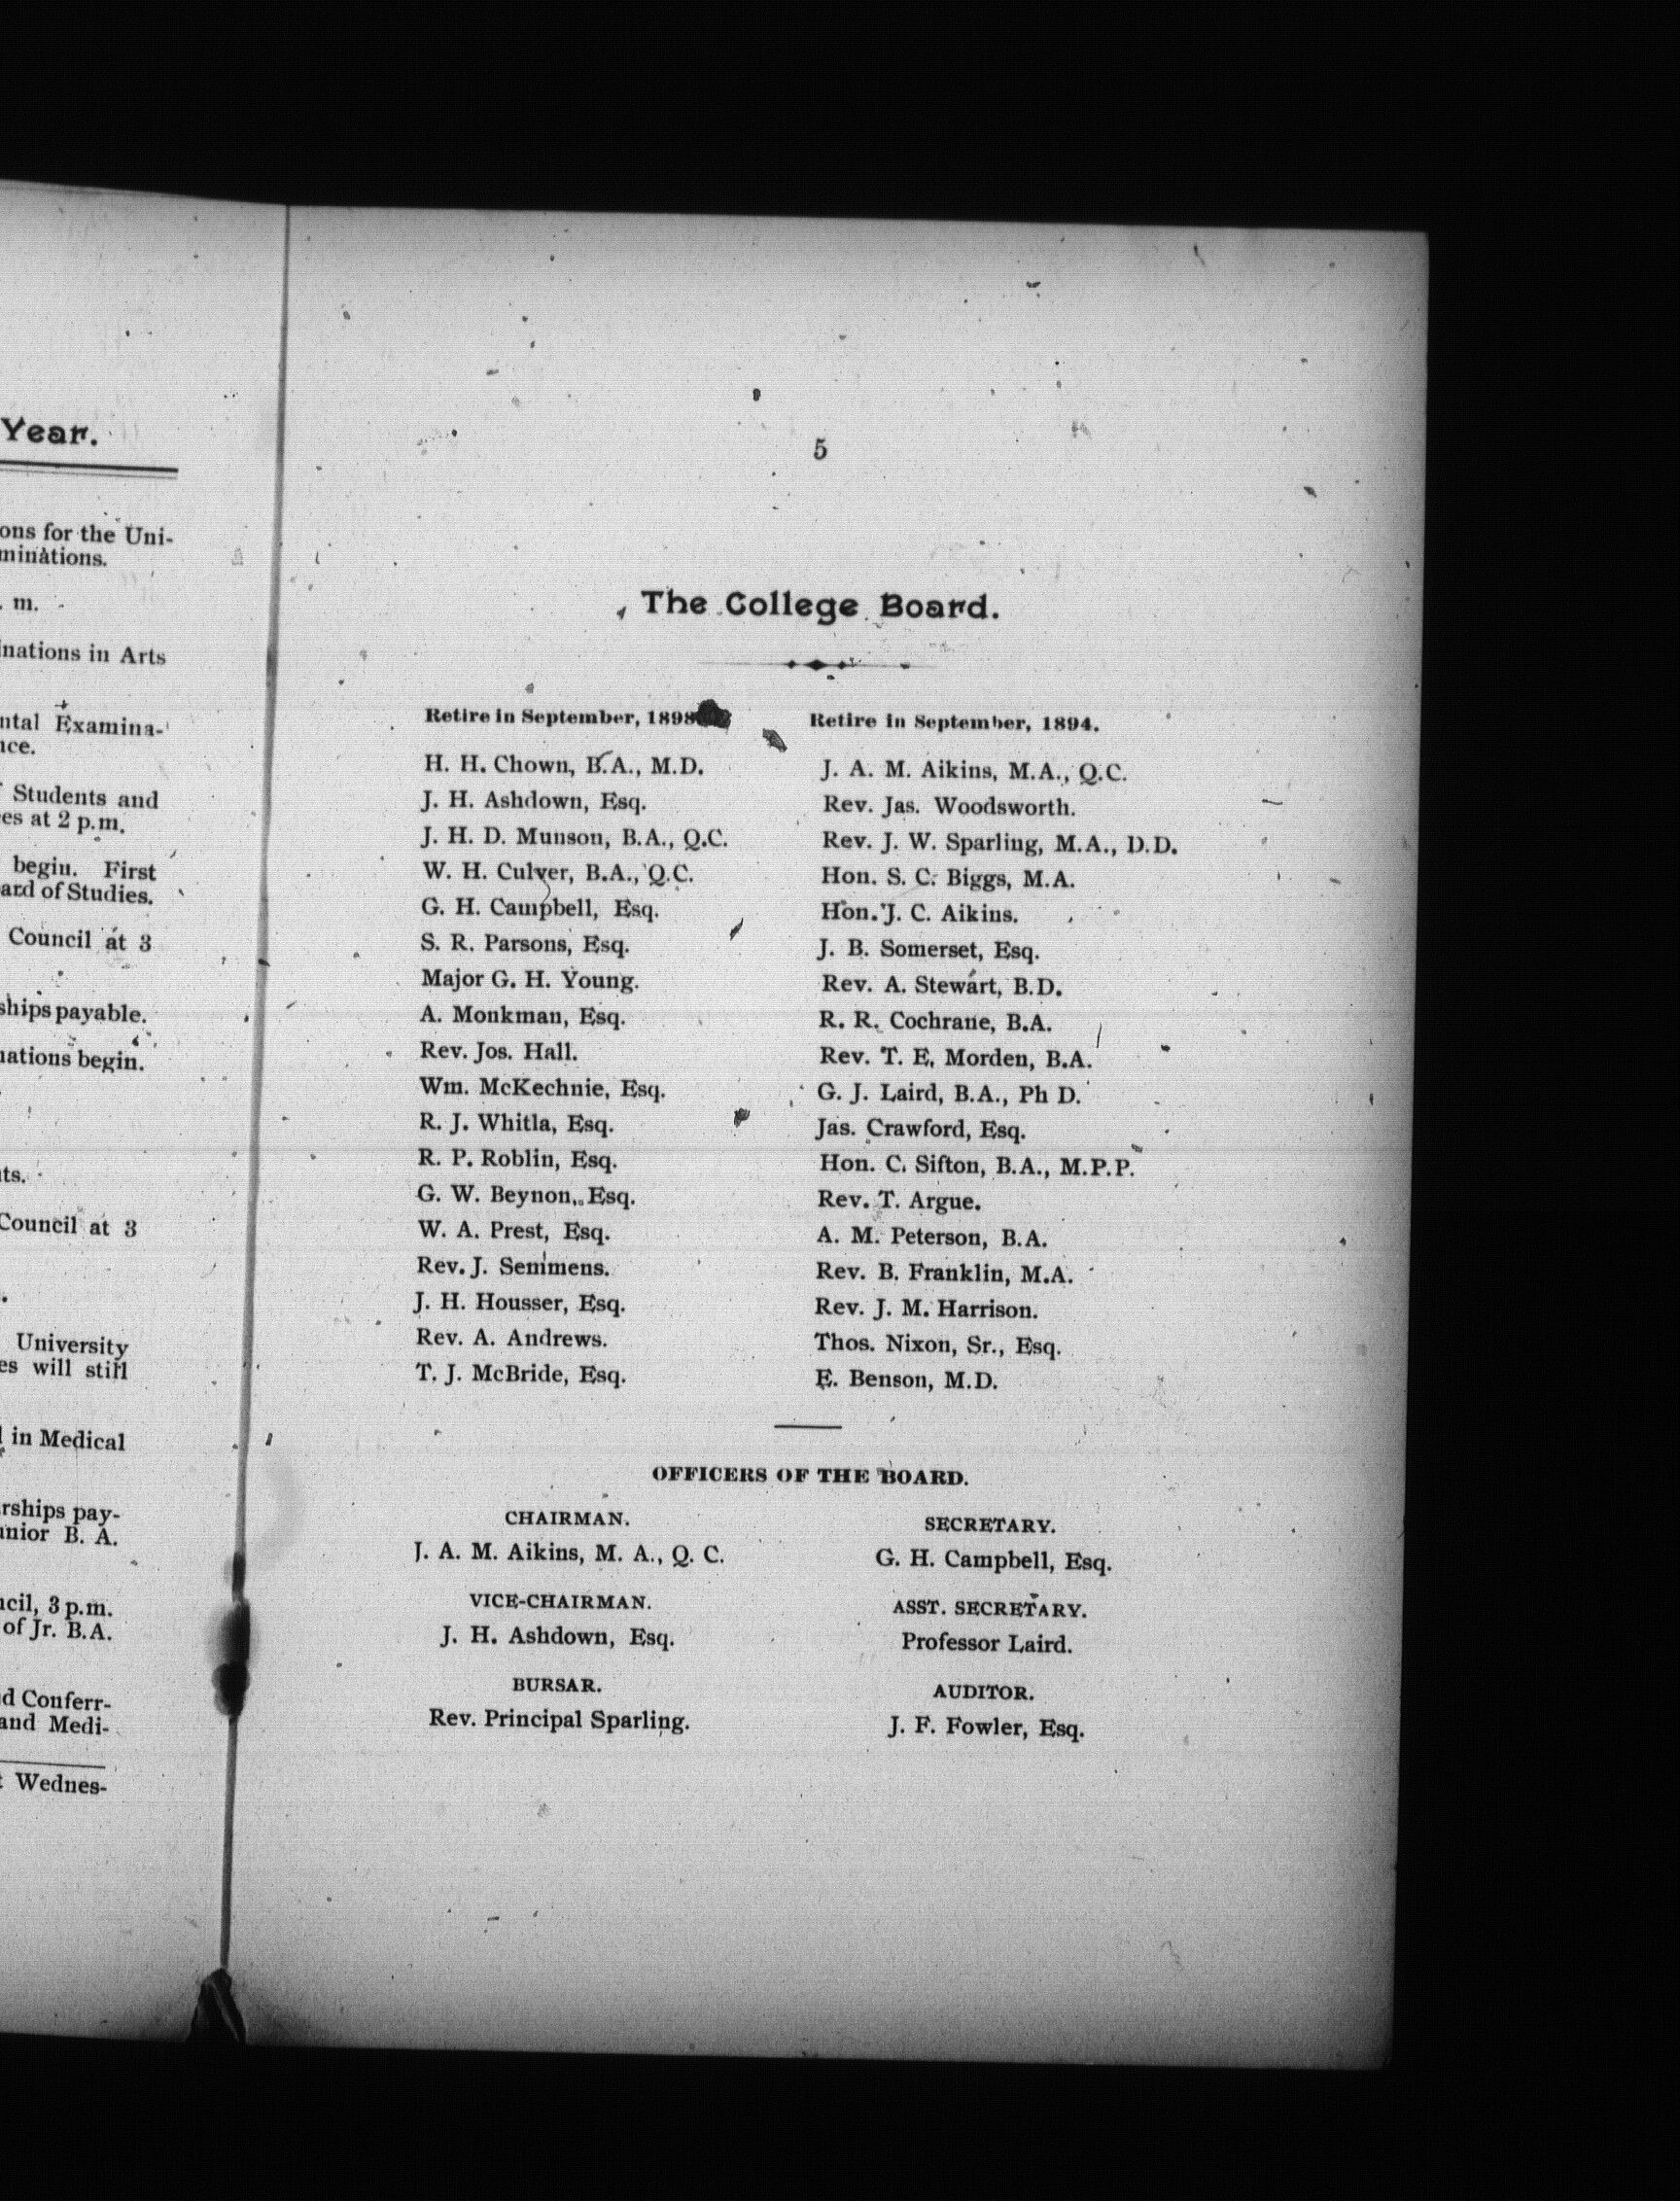 Year.
ons for the Uni-
minations.
. m.
inations in Arts
ntal Examina-
nce.
Students and
es at 2 p.m.
begin. First
ard of Studies.
Council at 3
ships payable.
nations begin.
ts.
Council at 3
University
es will still
in Medical
rships pay-
unior B. A.
ncil, 3 p.m.
of Jr. B.A.
d Conferr-
and Medi-
Wednes-
5
The College Board.
Retire in September, 1893
H. H. Chown, B.A., M.D.
J. H. Ashdown, Esq.
J. H. D. Munson, B.A., Q.C.
W. H. Culver, B.A., Q.C.
G. H. Campbell, Esq.
S. R. Parsons, Esq.
Major G. H. Young.
A. Monkman, Esq.
Rev. Jos. Hall.
Wm. McKechnie, Esq.
R. J. Whitla, Esq.
R. P. Roblin, Esq.
G. W. Beynon, Esq.
W. A. Prest, Esq.
Rev. J. Semmens.
J. H. Housser, Esq.
Rev. A. Andrews.
T. J. McBride, Esq.
Retire in September, 1894.
J. A. M. Aikins, M.A., Q.C.
Rev. Jas. Woodsworth.
Rev. J. W. Sparling, M.A., D.D.
Hon. S. C. Biggs, M.A.
Hon. J. C. Aikins.
J. B. Somerset, Esq.
Rev. A. Stewart, B.D.
R. R. Cochrane, B.A.
Rev. T. E. Morden, B.A.
G. J. Laird, B.A., Ph D.
Jas. Crawford, Esq.
Hon. C. Sifton, B.A., M.P.P.
Rev. T. Argue.
A. M. Peterson, B.A.
Rev. B. Franklin, M.A.
Rev. J. M. Harrison.
Thos. Nixon, Sr., Esq.
E. Benson, M.D.
OFFICERS OF THE BOARD.
CHAIRMAN.
J. A. M. Aikins, M. A., Q. C.
VICE-CHAIRMAN.
J. H. Ashdown, Esq.
BURSAR.
Rev. Principal Sparling.
SECRETARY.
G. H. Campbell, Esq.
ASST. SECRETARY.
Professor Laird.
AUDITOR.
J. F. Fowler, Esq.